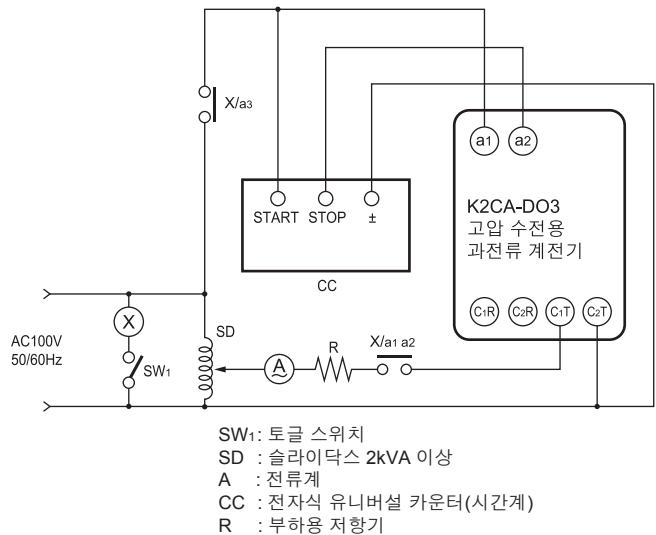 X/a3
a1 a2
START STOP ±
CC
K2CA-DO3
고압 수전용
과전류 계전기
C1R C2R C1T C2T
AC100V
50/60Hz
X
SW1
SD
A
R
X/a1 a2
SW1 : 토글 스위치
SD : 슬라이닥스 2kVA 이상
A : 전류계
CC : 전자식 유니버설 카운터(시간계)
R : 부하용 저항기